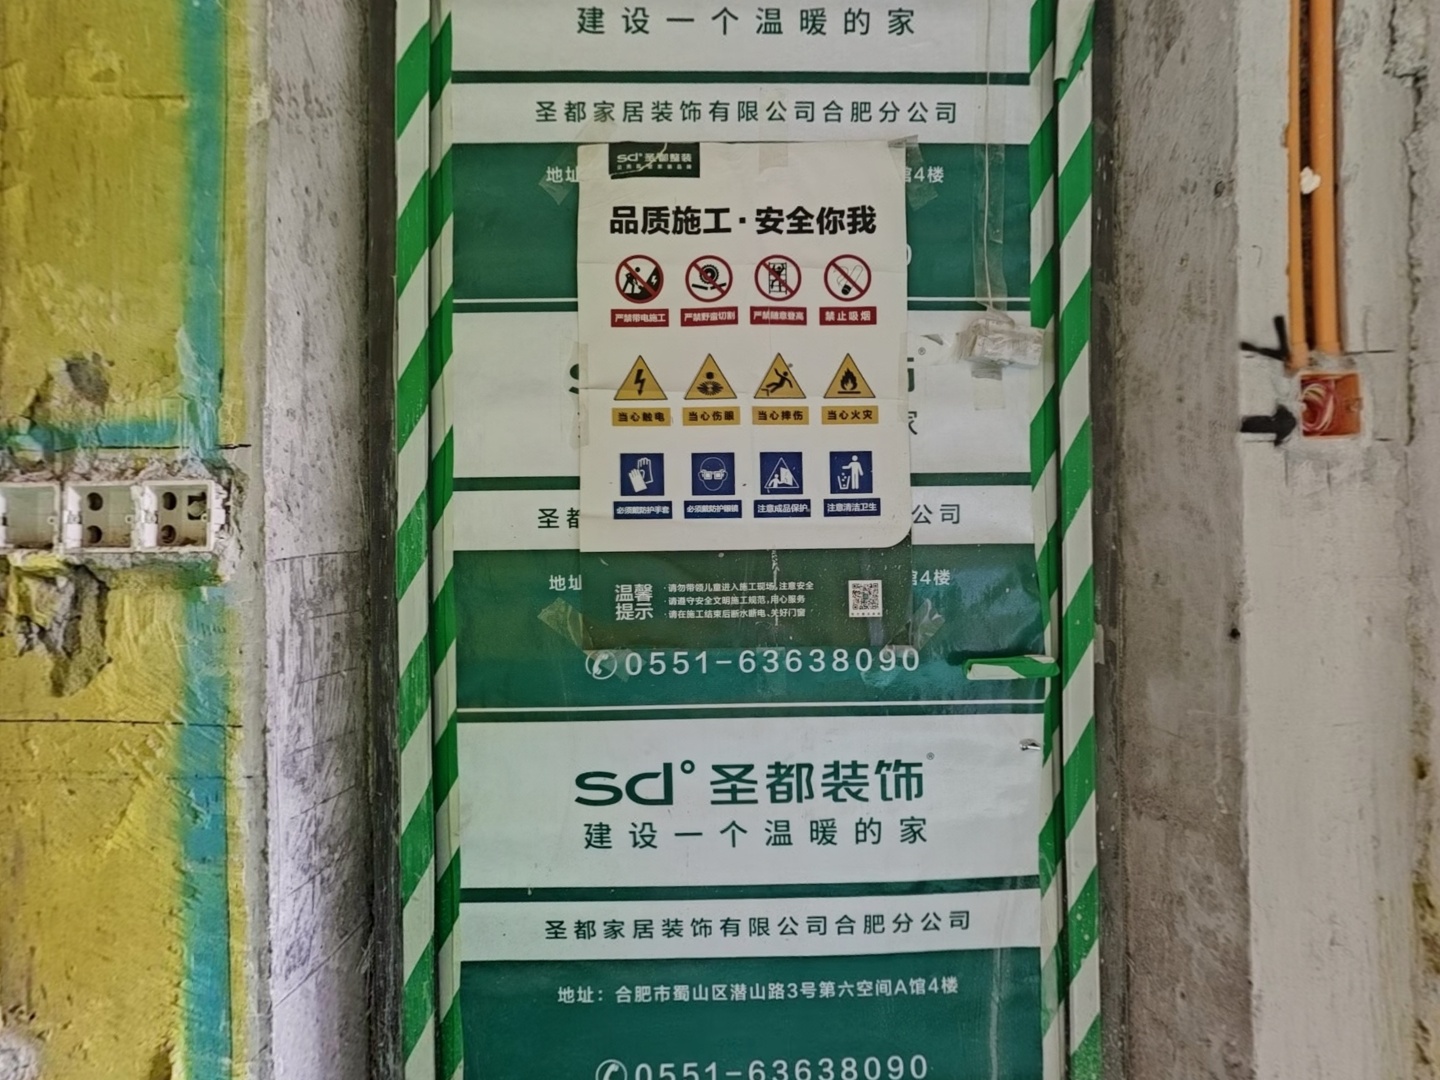 建设一个温暖的家
圣都家居装饰有限公司合肥分公司
地址
馆4楼
sd°圣都整装
品质施工·安全你我
严禁带电施工 严禁野蛮切割 严禁随意登高 禁止吸烟
当心触电 当心伤眼 当心摔伤 当心火灾
家
必须戴防护手套 必须戴防护眼镜 注意成品保护 注意清洁卫生
圣都
公司
地址
馆4楼
温馨提示
·请勿带领儿童进入施工现场,注意安全
·请遵守安全文明施工规范,用心服务
·请在施工结束后断水断电,关好门窗
0551-63638090
sd°圣都装饰®
建设一个温暖的家
圣都家居装饰有限公司合肥分公司
地址：合肥市蜀山区潜山路3号第六空间A馆4楼
0551-63638090